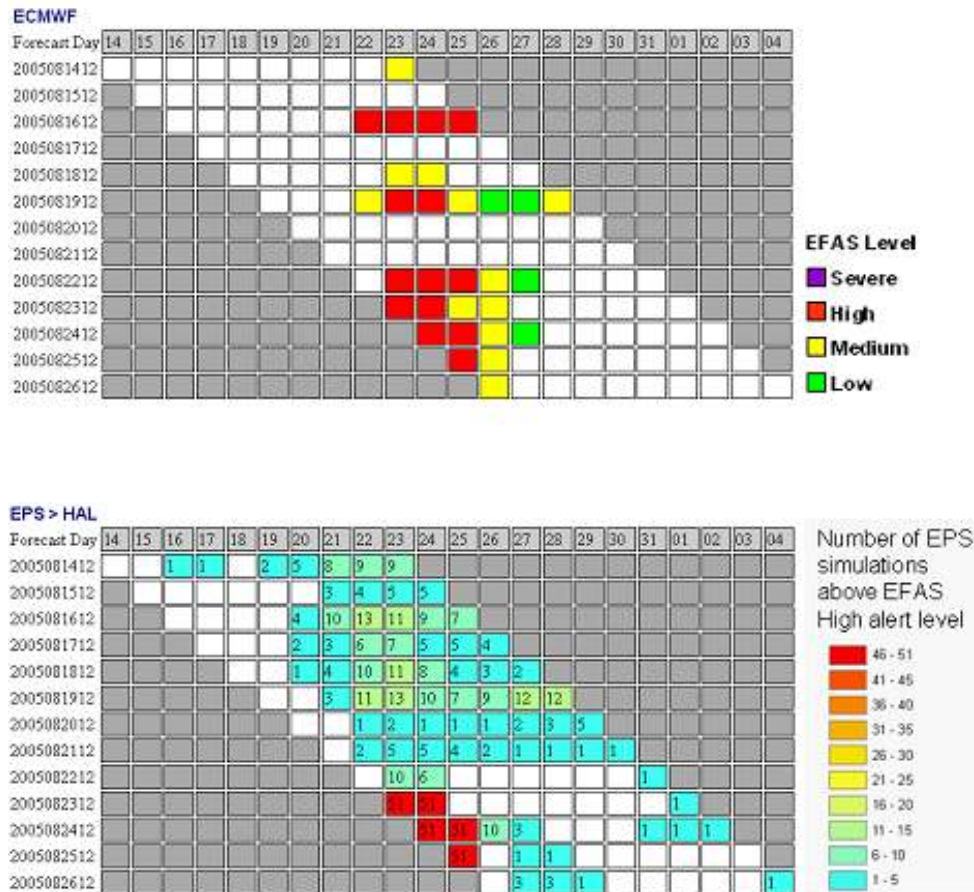 ECMWF
Forecast Day 14 15 16 17 18 19 20 21 22 23 24 25 26 27 28 29 30 31 01 02 03 04
2005081412
2005081512
2005081612
2005081712
2005081812
2005081912
2005082012
2005082112
2005082212
2005082312
2005082412
2005082512
2005082612
EFAS Level
Severe
High
Medium
Low
EPS > HAL
Forecast Day 14 15 16 17 18 19 20 21 22 23 24 25 26 27 28 29 30 31 01 02 03 04
2005081412 1 1 2 5 8 9 9
2005081512 3 4 5 5
2005081612 4 10 13 11 9 7
2005081712 2 3 6 7 5 5 4
2005081812 1 4 10 11 8 4 3 2
2005081912 3 11 13 10 7 9 12 12
2005082012 1 2 1 1 1 2 3 5
2005082112 2 5 5 4 2 1 1 1 1
2005082212 10 6 1
2005082312 51 51 1
2005082412 51 51 10 3 1 1 1
2005082512 51 1 1
2005082612 3 3 1 1
Number of EPS
simulations
above EFAS
High alert level
46 - 51
41 - 45
36 - 40
31 - 35
26 - 30
21 - 25
16 - 20
11 - 15
6 - 10
1 - 5